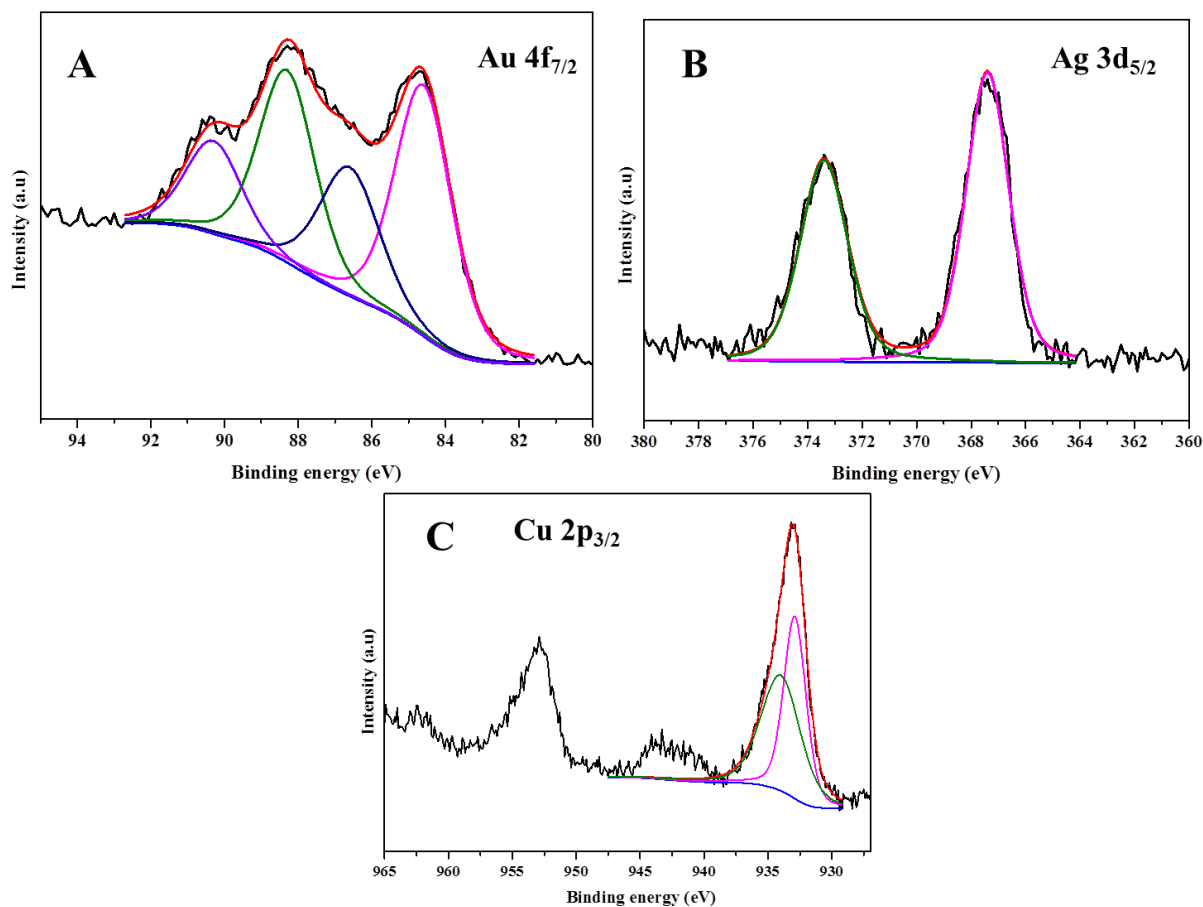 A
Au 4f7/2
Intensity (a.u)
94 92 90 88 86 84 82 80
Binding energy (eV)
B
Ag 3d5/2
Intensity (a.u)
380 378 376 374 372 370 368 366 364 362 360
Binding energy (eV)
C
Cu 2p3/2
Intensity (a.u)
965 960 955 950 945 940 935 930
Binding energy (eV)